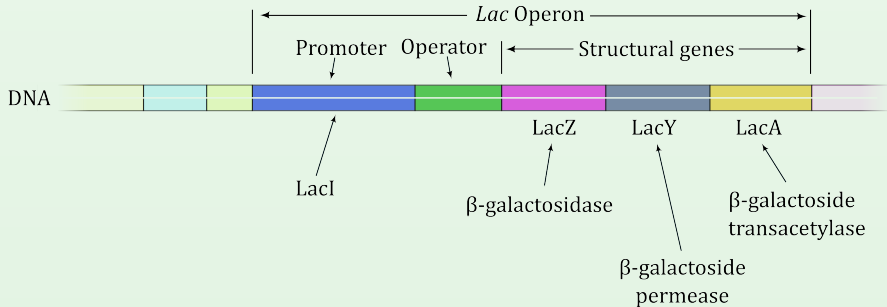 Lac Operon
Promoter
Operator
Structural genes
DNA
LacZ
LacY
LacA
LacI
β-galactosidase
β-galactoside
transacetylase
β-galactoside
permease